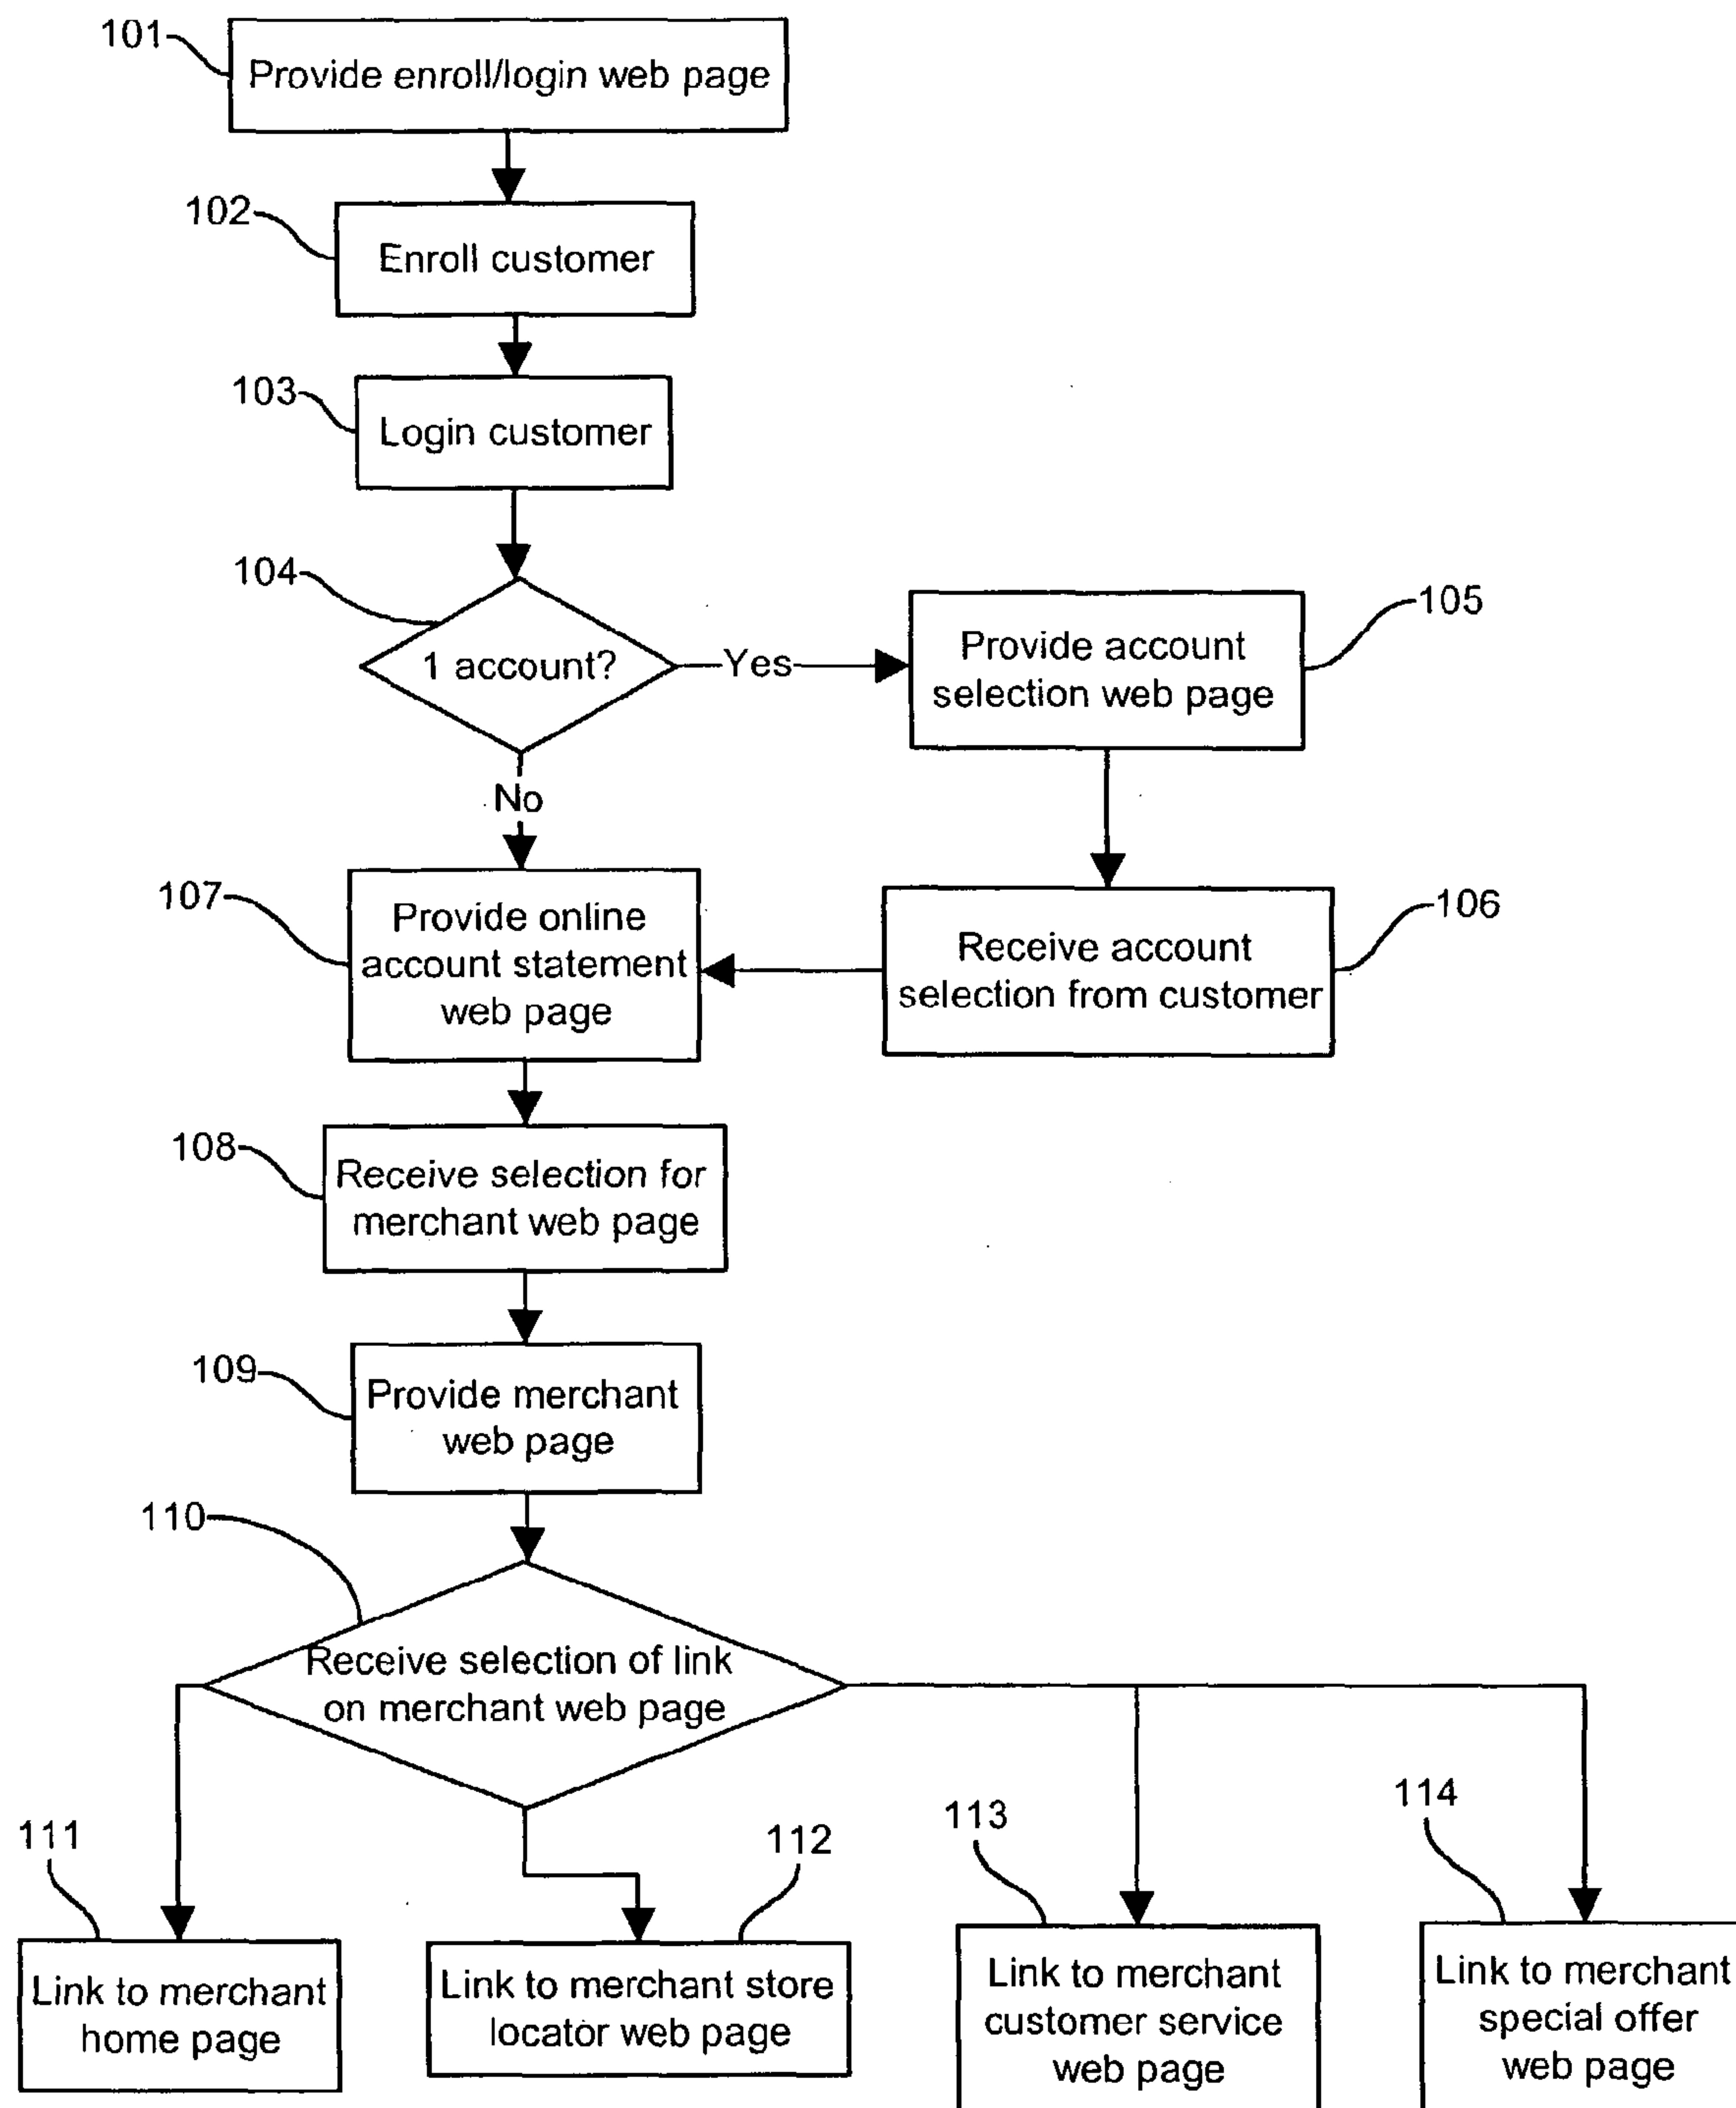 101
Provide enroll/login web page
102
Enroll customer
103
Login customer
104
1 account?
Yes
105
Provide account
selection web page
No
107
Provide online
account statement
web page
106
Receive account
selection from customer
108
Receive selection for
merchant web page
109
Provide merchant
web page
110
Receive selection of link
on merchant web page
111
Link to merchant
home page
112
Link to merchant store
locator web page
113
Link to merchant
customer service
web page
114
Link to merchant
special offer
web page